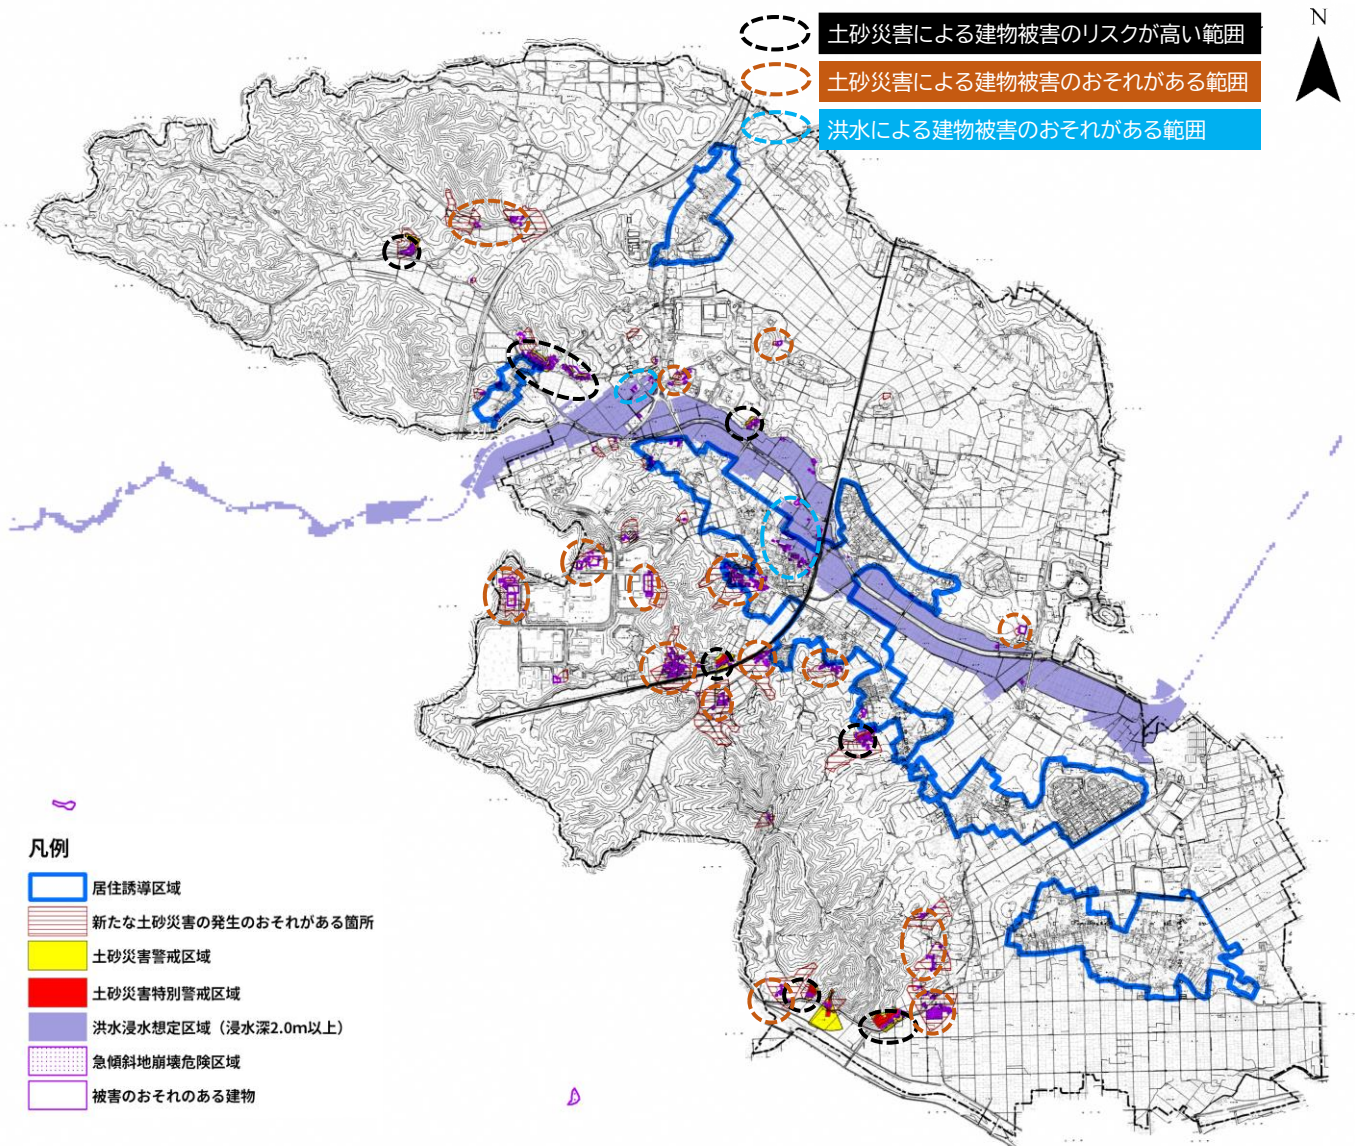 N
土砂災害による建物被害のリスクが高い範囲
土砂災害による建物被害のおそれがある範囲
洪水による建物被害のおそれがある範囲
凡例
居住誘導区域
新たな土砂災害の発生のおそれがある箇所
土砂災害警戒区域
土砂災害特別警戒区域
洪水浸水想定区域（浸水深2.0m以上）
急傾斜地崩壊危険区域
被害のおそれのある建物